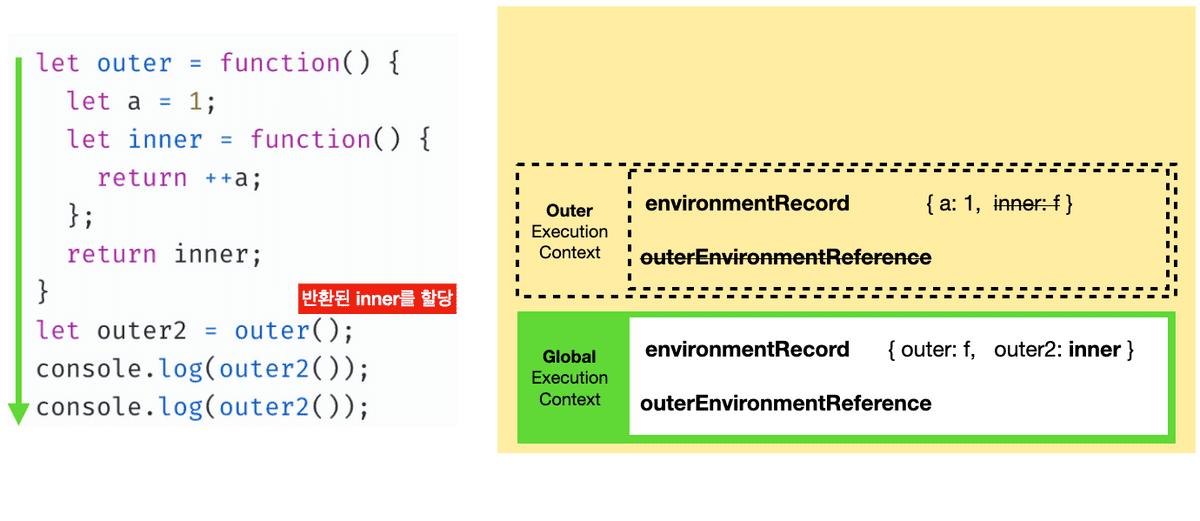 let outer = function() {
  let a = 1;
  let inner = function() {
    return ++a;
  };
  return inner;
}
반환된 inner를 할당
let outer2 = outer();
console.log(outer2());
console.log(outer2());
Outer
Execution
Context
environmentRecord { a: 1, inner: f }
outerEnvironmentReference
Global
Execution
Context
environmentRecord { outer: f, outer2: inner }
outerEnvironmentReference